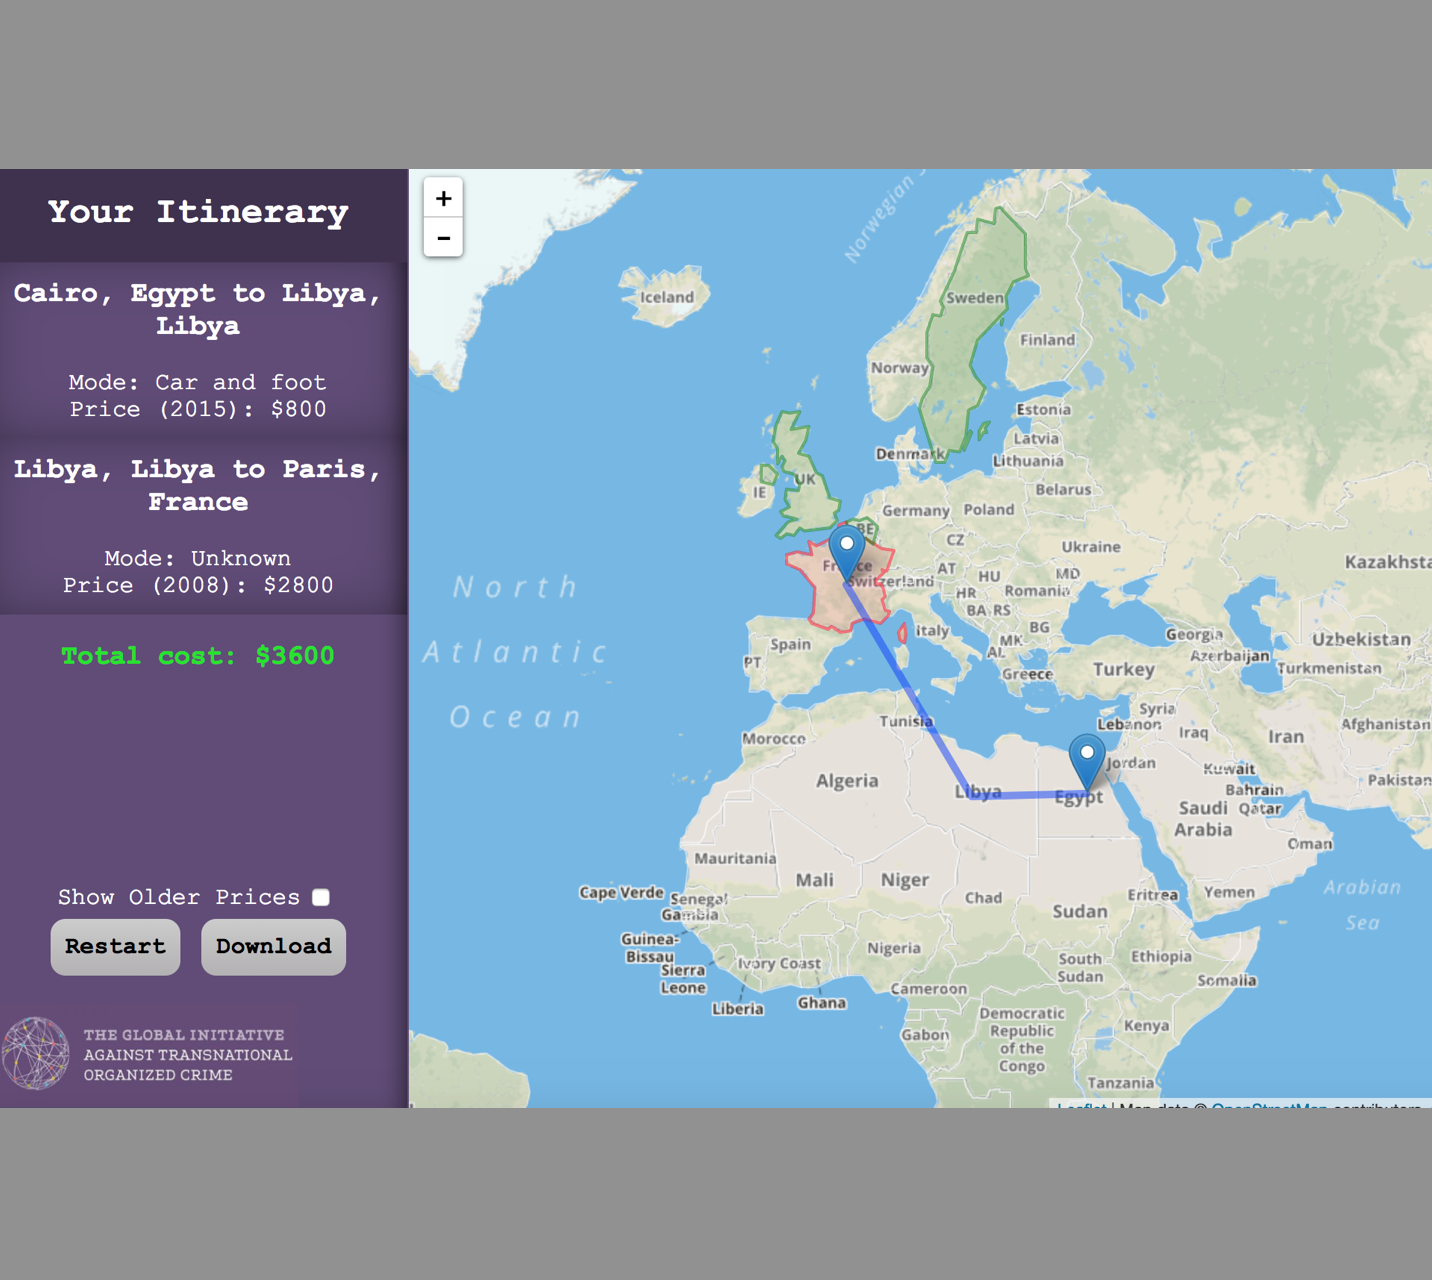 Your Itinerary
Cairo, Egypt to Libya,
Libya
Mode: Car and foot
Price (2015): $800
Libya, Libya to Paris,
France
Mode: Unknown
Price (2008): $2800
Total cost: $3600
Show Older Prices
Restart
Download
THE GLOBAL INITIATIVE
AGAINST TRANSNATIONAL
ORGANIZED CRIME
+
−
Norwegian
Iceland
Sweden
Finland
Norway
Estonia
Latvia
Denmark
Lithuania
UK
IE
Belarus
Germany
Poland
BE
CZ
Ukraine
France
Kazakhsta
Switzerland
AT
HU
MD
HR
Romania
BA RS
North
Atlantic
Ocean
Italy
MK
BG
AL
Georgia
Uzbekistan
Spain
PT
Azerbaijan
Greece
Turkey
Turkmenistan
Syria
Tunisia
Lebanon
Afghanistan
Morocco
Iraq
Iran
Algeria
Jordan
Kuwait
Pakistan
Libya
Egypt
Bahrain
Saudi
Arabia
Qatar
Oman
Mauritania
Mali
Niger
Chad
Cape Verde
Senegal
Gambia
Sudan
Eritrea
Yemen
Arabian
Sea
Guinea-
Bissau
Nigeria
South
Sudan
Ethiopia
Sierra
Leone
Ivory Coast
Somalia
Liberia
Ghana
Cameroon
Democratic
Republic
of the
Congo
Gabon
Kenya
Tanzania
Leaflet | Map data © OpenStreetMap contributors